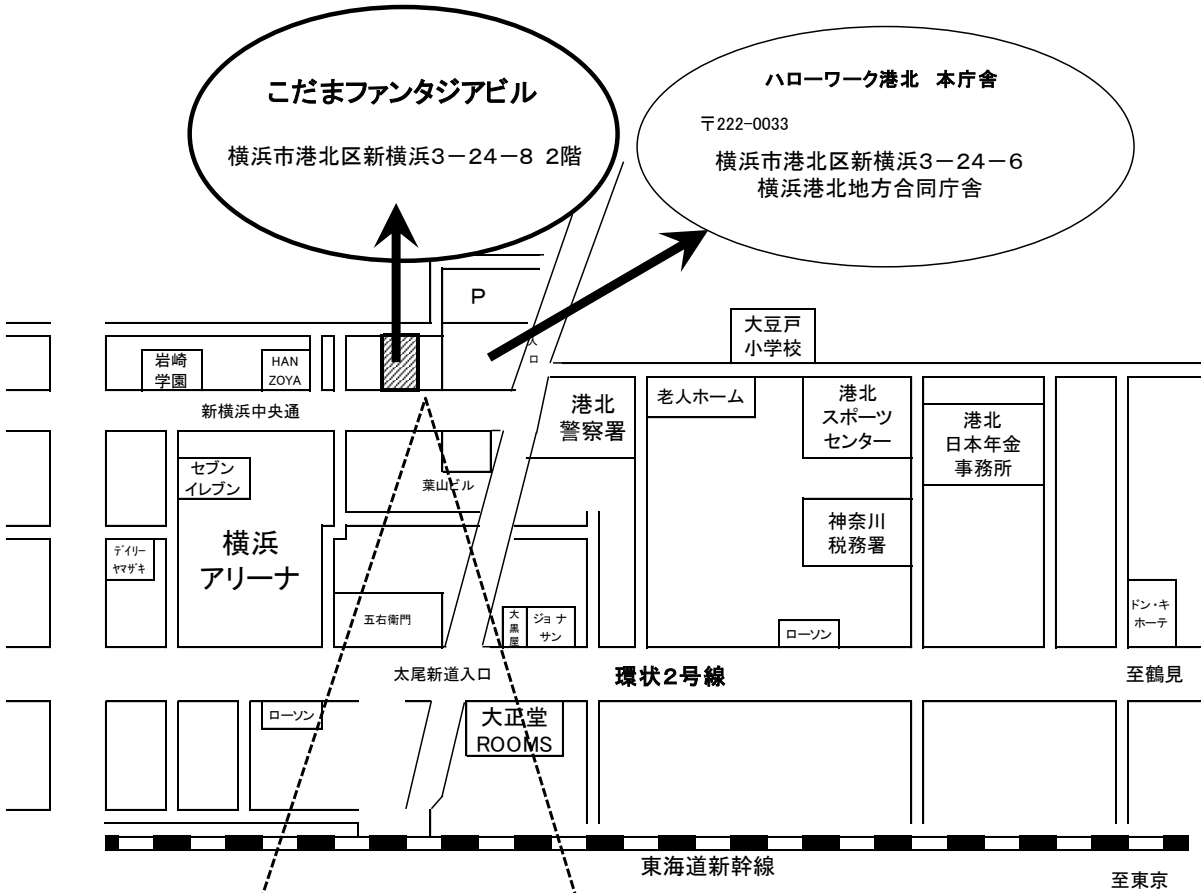 こだまファンタジアビル
横浜市港北区新横浜3－24－8 2階
ハローワーク港北 本庁舎
〒222-0033
横浜市港北区新横浜3－24－6
横浜港北地方合同庁舎
P
入口
大豆戸
小学校
岩崎
学園
HAN
ZOYA
新横浜中央通
港北
警察署
老人ホーム
港北
スポーツ
センター
港北
日本年金
事務所
セブン
イレブン
葉山ビル
横浜
アリーナ
神奈川
税務署
デイリー
ヤマザキ
五右衛門
大黒屋
ジョナ
サン
ローソン
ドン・キ
ホーテ
太尾新道入口
環状2号線
至鶴見
ローソン
大正堂
ROOMS
東海道新幹線
至東京